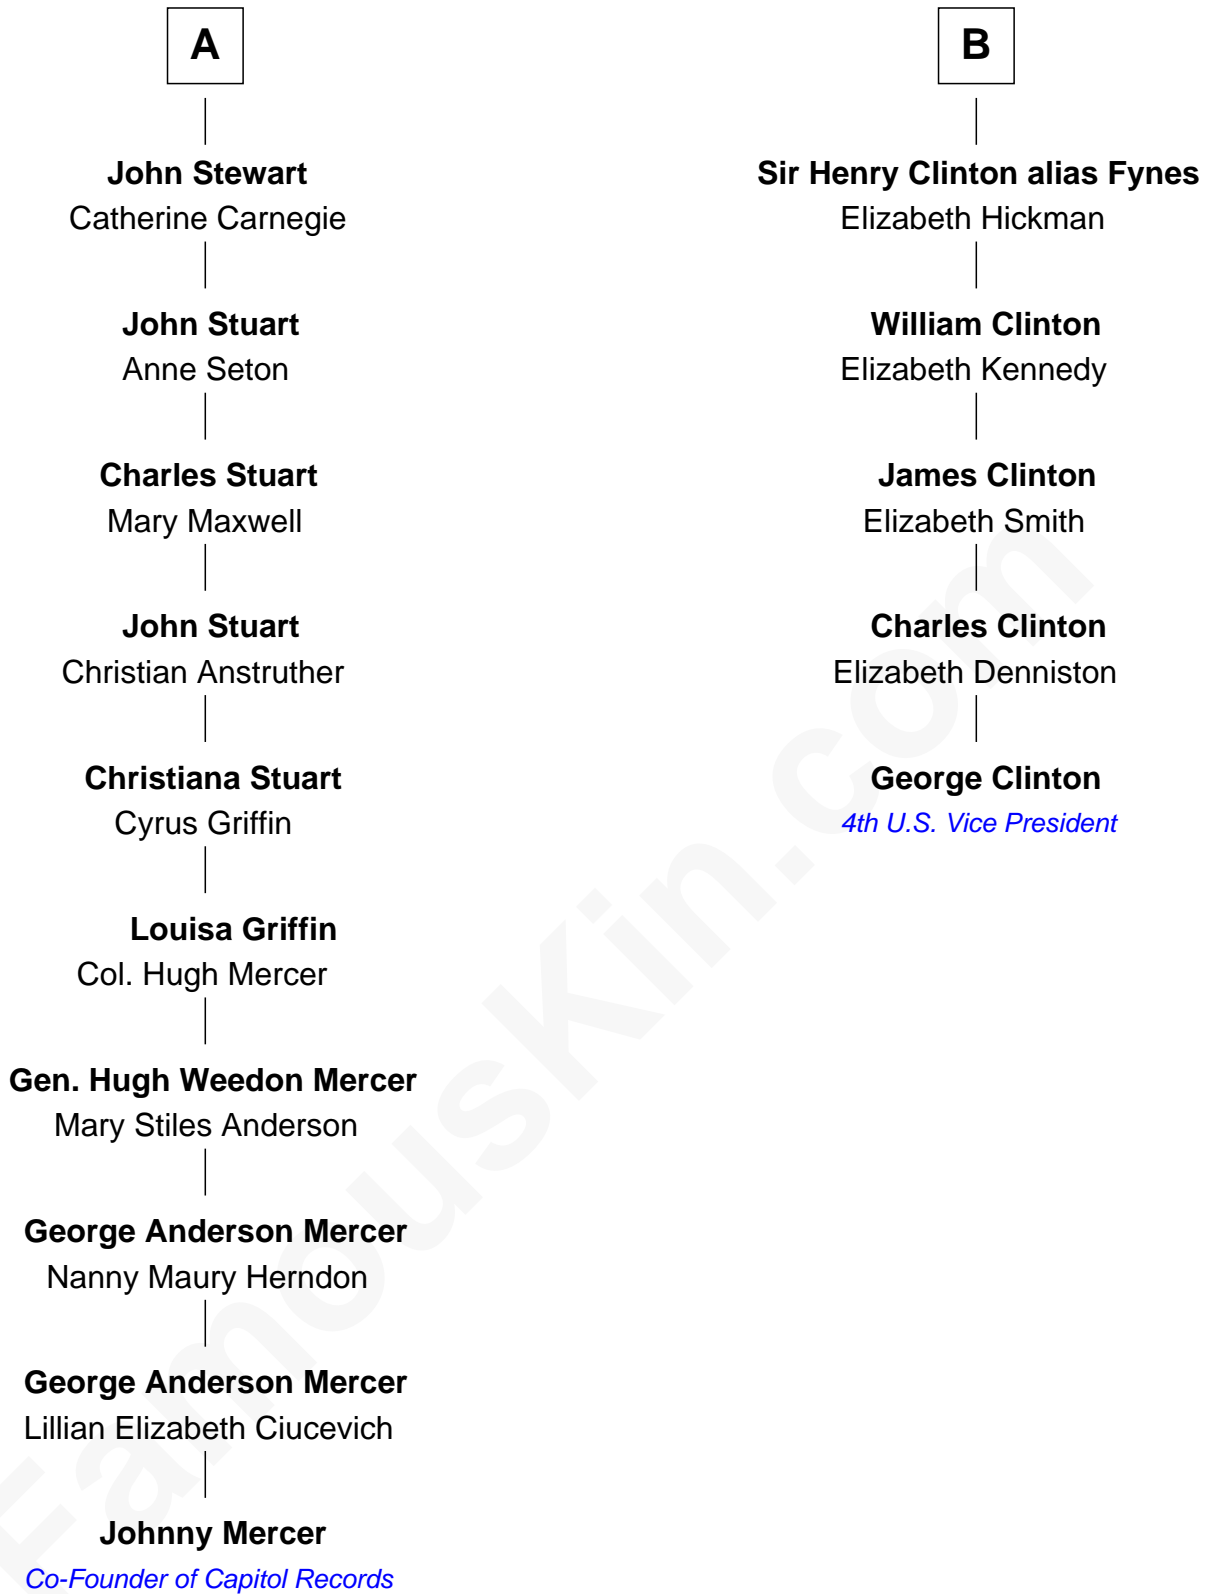 A
John Stewart
Catherine Carnegie
John Stuart
Anne Seton
Charles Stuart
Mary Maxwell
John Stuart
Christian Anstruther
Christiana Stuart
Cyrus Griffin
Louisa Griffin
Col. Hugh Mercer
Gen. Hugh Weedon Mercer
Mary Stiles Anderson
George Anderson Mercer
Nanny Maury Herndon
George Anderson Mercer
Lillian Elizabeth Ciucevich
Johnny Mercer
Co-Founder of Capitol Records
B
Sir Henry Clinton alias Fynes
Elizabeth Hickman
William Clinton
Elizabeth Kennedy
James Clinton
Elizabeth Smith
Charles Clinton
Elizabeth Denniston
George Clinton
4th U.S. Vice President
FamousKin.com